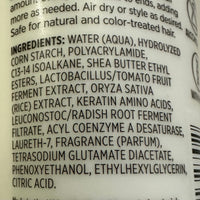 amount to ends, adding
more as needed. Air dry or style as desired.
Safe for natural and color-treated hair.
INGREDIENTS: WATER (AQUA), HYDROLYZED
CORN STARCH, POLYACRYLAMIDE,
C13-14 ISOALKANE, SHEA BUTTER ETHYL
ESTERS, LACTOBACILLUS/TOMATO FRUIT
FERMENT EXTRACT, ORYZA SATIVA
(RICE) EXTRACT, KERATIN AMINO ACIDS,
LEUCONOSTOC/RADISH ROOT FERMENT
FILTRATE, ACYL COENZYME A DESATURASE,
LAURETH-7, FRAGRANCE (PARFUM),
TETRASODIUM GLUTAMATE DIACETATE,
PHENOXYETHANOL, ETHYLHEXYLGLYCERIN,
CITRIC ACID.